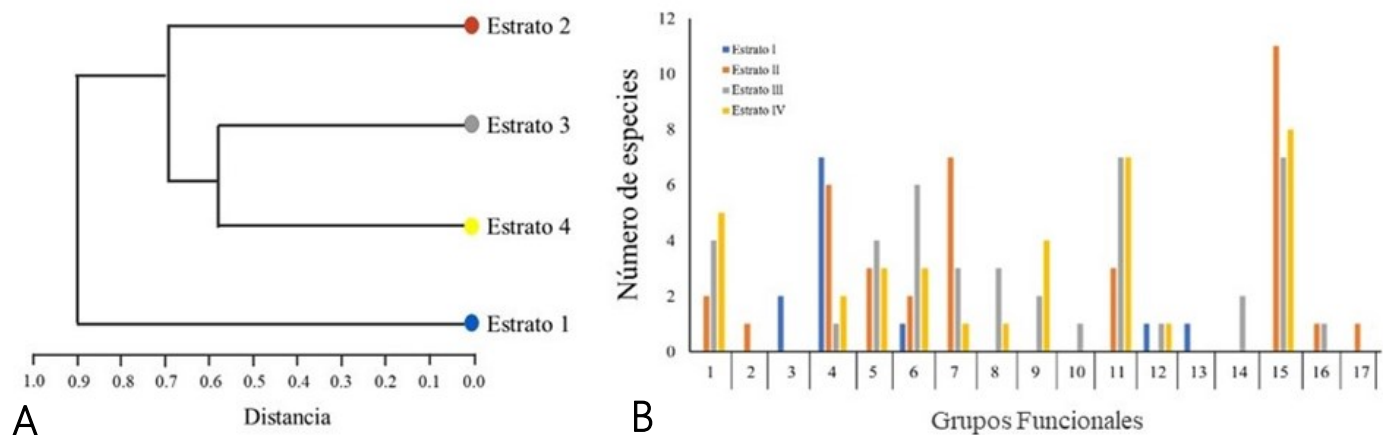 Estrato 2
Estrato 3
Estrato 4
Estrato 1
1.0 0.9 0.8 0.7 0.6 0.5 0.4 0.3 0.2 0.1 0.0
Distancia
A
12
10
8
6
4
2
0
Número de especies
Estrato I
Estrato II
Estrato III
Estrato IV
1 2 3 4 5 6 7 8 9 10 11 12 13 14 15 16 17
Grupos Funcionales
B